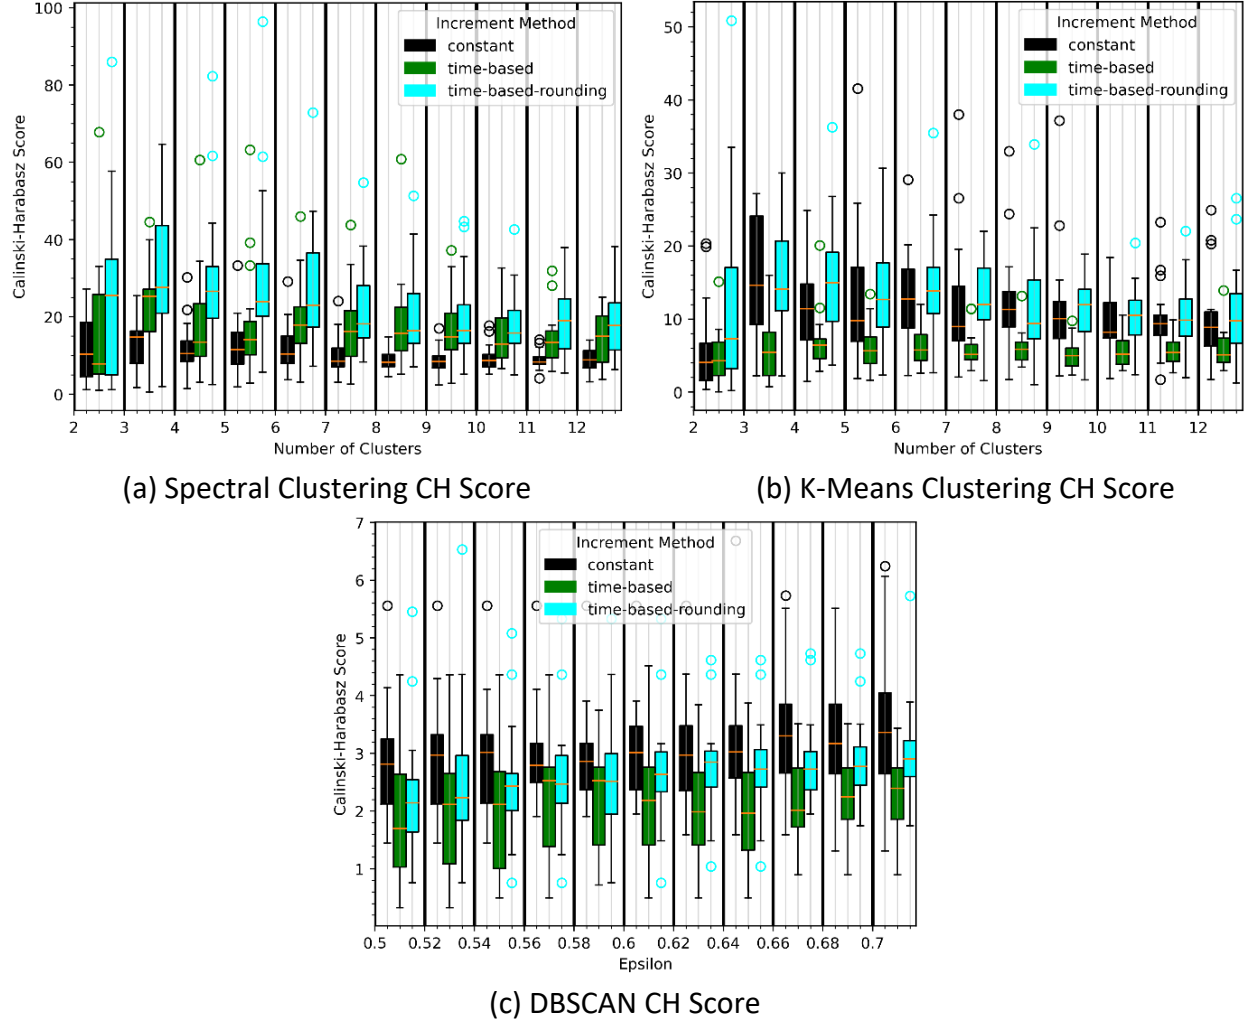 Increment Method
constant
time-based
time-based-rounding
100
80
60
40
20
0
Calinski-Harabasz Score
2 3 4 5 6 7 8 9 10 11 12
Number of Clusters
(a) Spectral Clustering CH Score
Increment Method
constant
time-based
time-based-rounding
50
40
30
20
10
0
Calinski-Harabasz Score
2 3 4 5 6 7 8 9 10 11 12
Number of Clusters
(b) K-Means Clustering CH Score
Increment Method
constant
time-based
time-based-rounding
7
6
5
4
3
2
1
Calinski-Harabasz Score
0.5 0.52 0.54 0.56 0.58 0.6 0.62 0.64 0.66 0.68 0.7
Epsilon
(c) DBSCAN CH Score